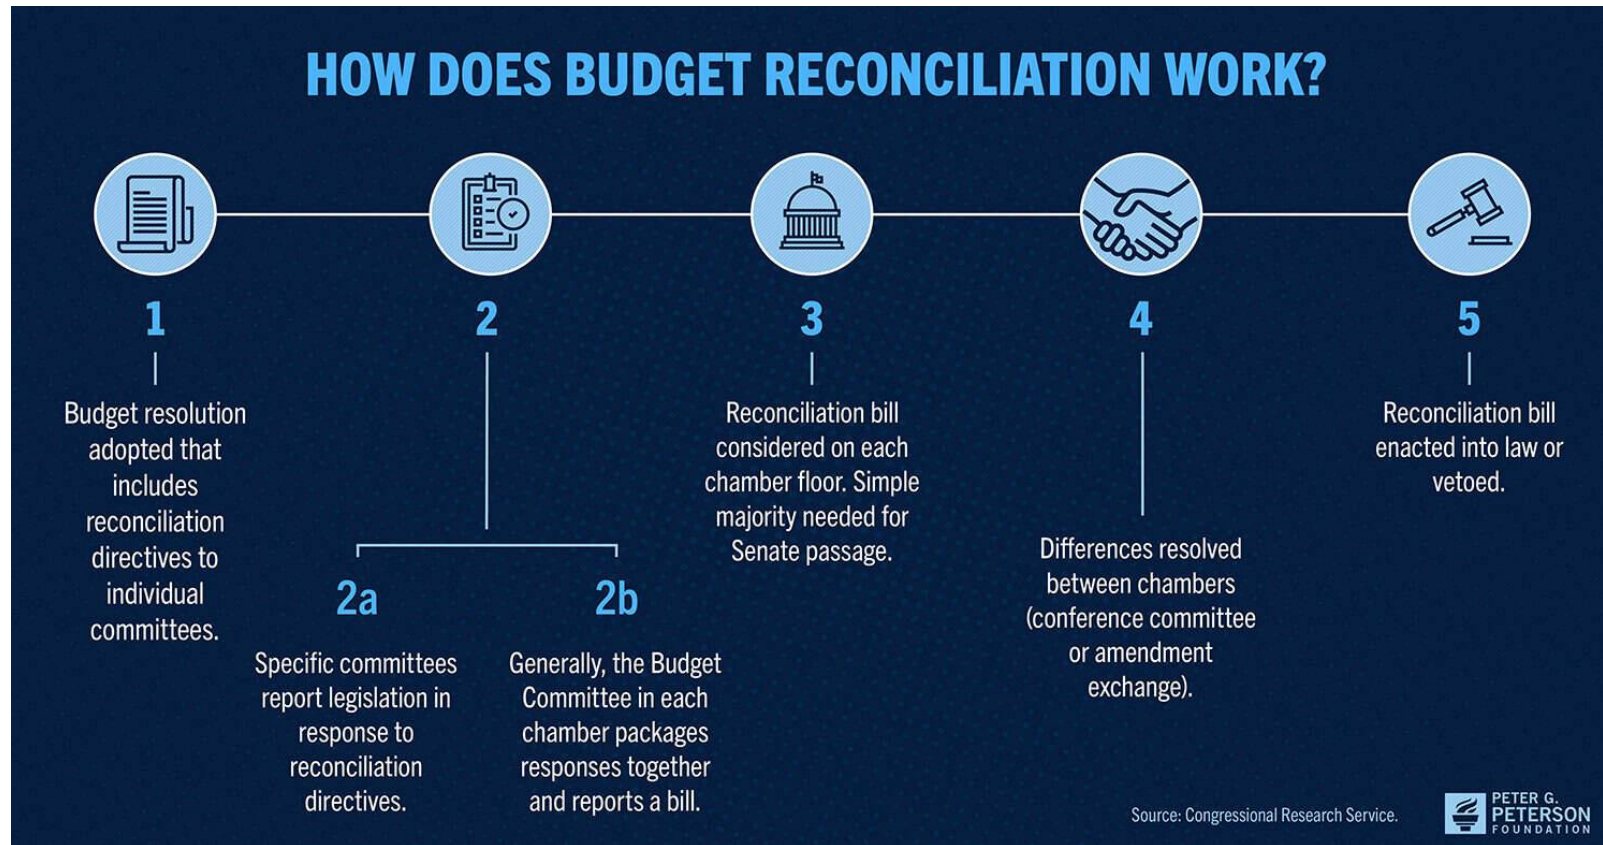 HOW DOES BUDGET RECONCILIATION WORK?
1
Budget resolution
adopted that
includes
reconciliation
directives to
individual
committees.
2
2a
Specific committees
report legislation in
response to
reconciliation
directives.
2b
Generally, the Budget
Committee in each
chamber packages
responses together
and reports a bill.
3
Reconciliation bill
considered on each
chamber floor. Simple
majority needed for
Senate passage.
4
Differences resolved
between chambers
(conference committee
or amendment
exchange).
5
Reconciliation bill
enacted into law or
vetoed.
Source: Congressional Research Service.
PETER G.
PETERSON
FOUNDATION